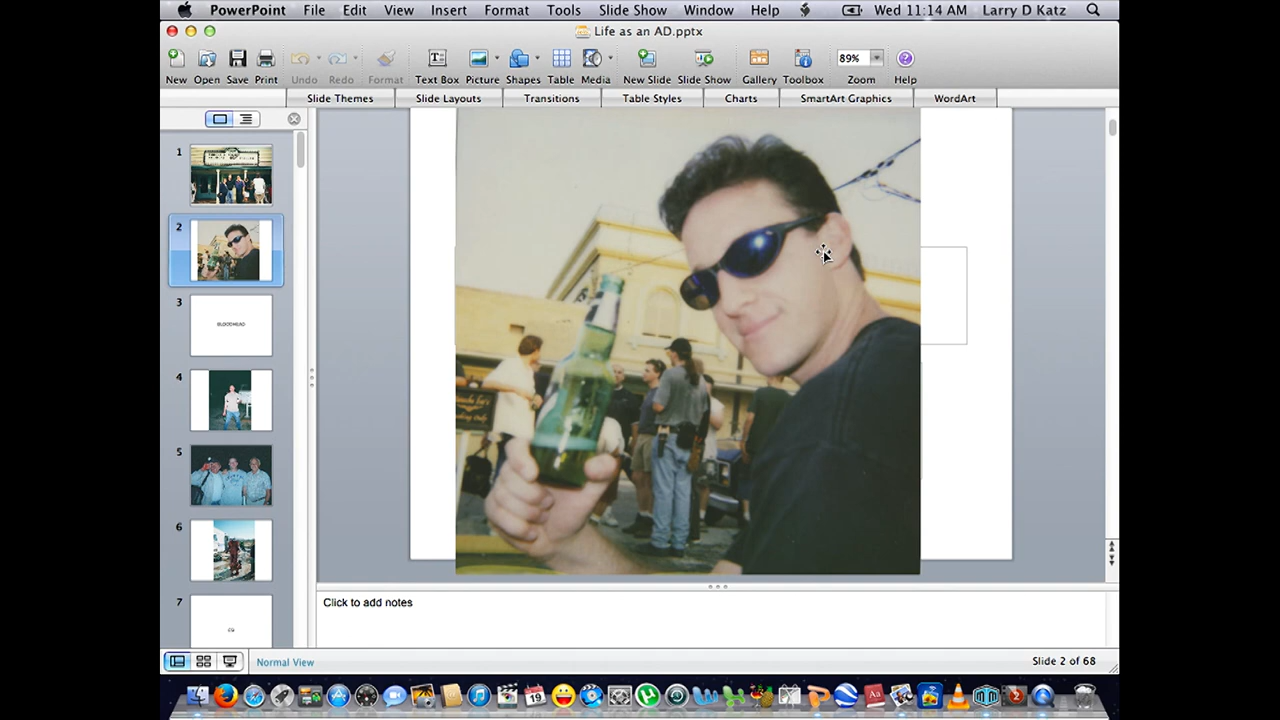 PowerPoint File Edit View Insert Format Tools Slide Show Window Help Wed 11:14 AM Larry D Katz
Life as an AD.pptx
89%
New Open Save Print Undo Redo Format Text Box Picture Shapes Table Media New Slide Slide Show Gallery Toolbox Zoom Help
Slide Themes Slide Layouts Transitions Table Styles Charts SmartArt Graphics WordArt
1
2
3
BLOODHEAD
4
5
6
7
Click to add notes
Normal View
Slide 2 of 68
19